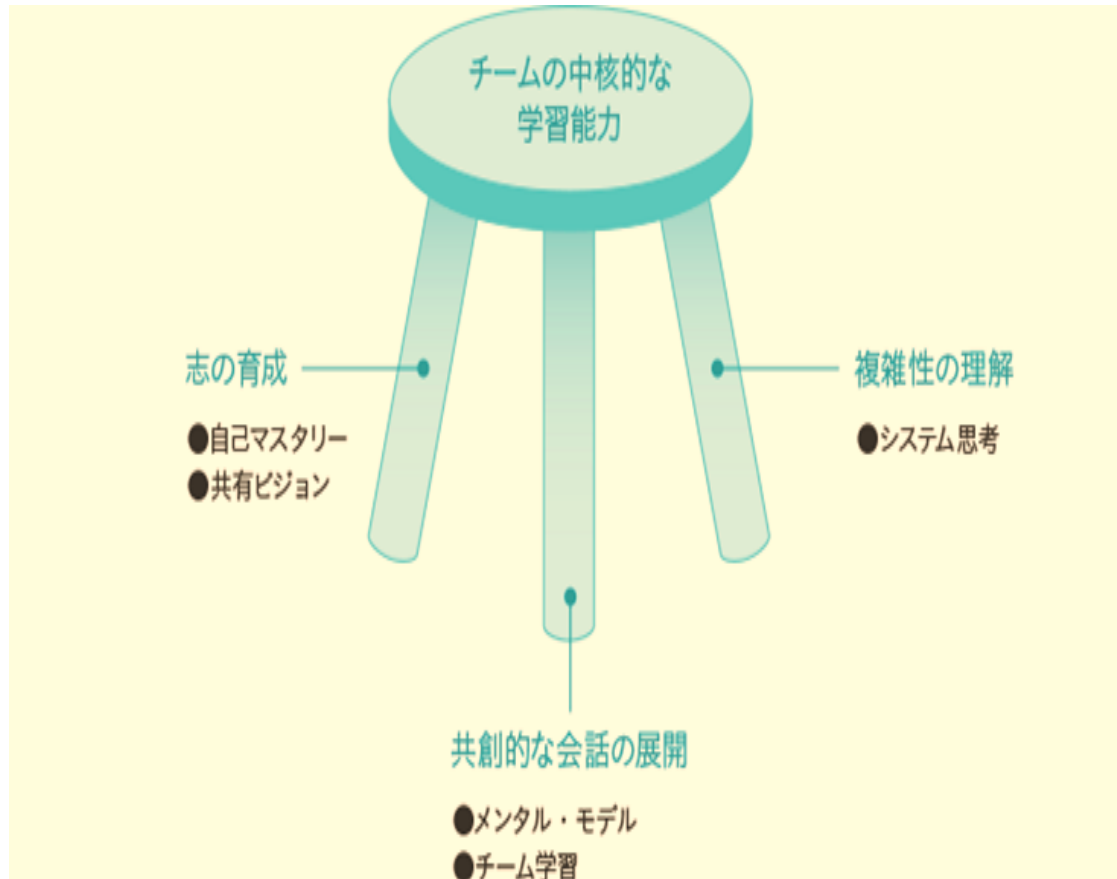 チームの中核的な
学習能力
志の育成
●自己マスタリー
●共有ビジョン
複雑性の理解
●システム思考
共創的な会話の展開
●メンタル・モデル
●チーム学習